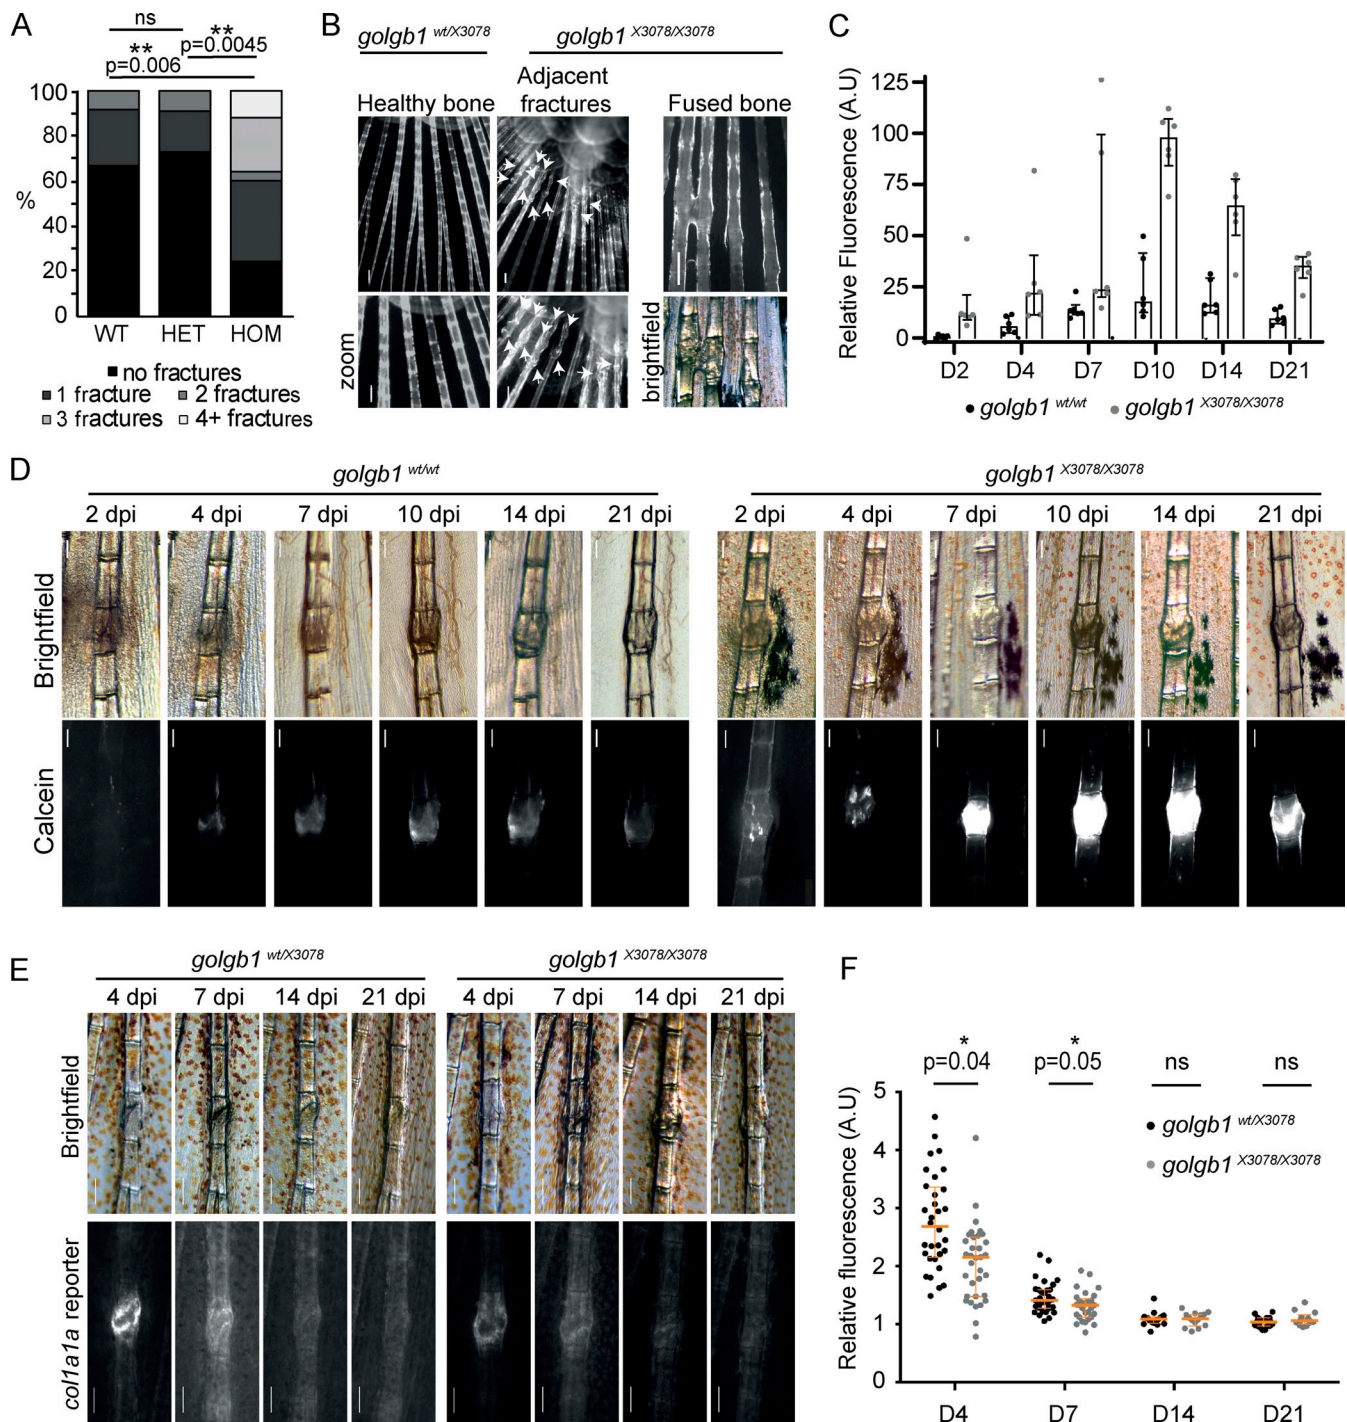 A
ns
**
**
p=0.0045
p=0.006
100
80
60
%
40
20
0
WT HET HOM
no fractures
1 fracture 2 fractures
3 fractures 4+ fractures
B
golgb1 wt/X3078 golgb1 X3078/X3078
Healthy bone
Adjacent
fractures
Fused bone
zoom
brightfield
C
Relative Fluorescence (A.U)
125
100
75
50
25
0
D2 D4 D7 D10 D14 D21
golgb1 wt/wt golgb1 X3078/X3078
D
golgb1 wt/wt golgb1 X3078/X3078
2 dpi 4 dpi 7 dpi 10 dpi 14 dpi 21 dpi 2 dpi 4 dpi 7 dpi 10 dpi 14 dpi 21 dpi
Brightfield
Calcein
E
golgb1 wt/X3078 golgb1 X3078/X3078
4 dpi 7 dpi 14 dpi 21 dpi 4 dpi 7 dpi 14 dpi 21 dpi
Brightfield
col1a1a reporter
F
* *
p=0.04 p=0.05 ns ns
Relative fluorescence (A.U)
5
4
3
2
1
0
golgb1 wt/X3078
golgb1 X3078/X3078
D4 D7 D14 D21